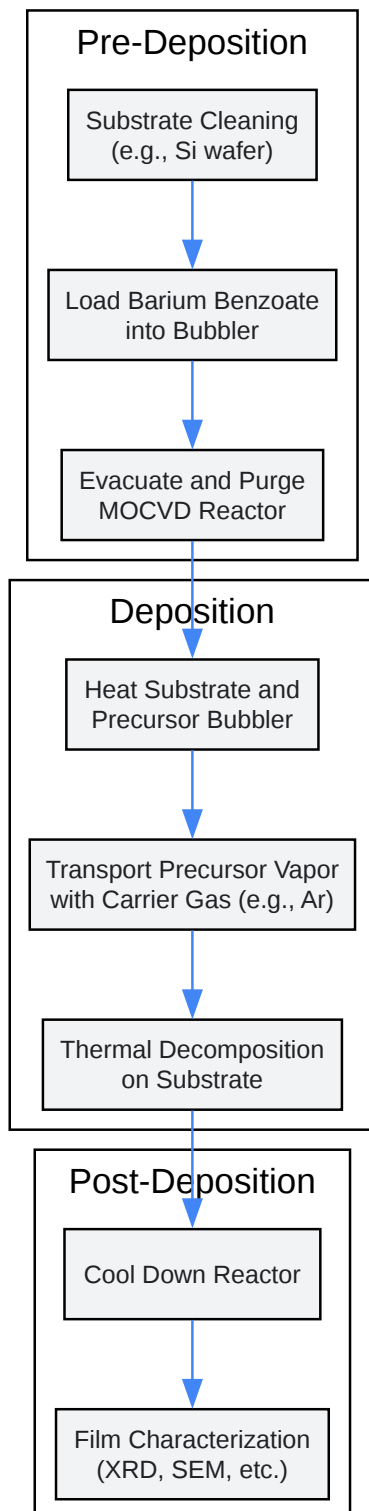 Pre-Deposition
Substrate Cleaning
(e.g., Si wafer)
Load Barium Benzoate
into Bubbler
Evacuate and Purge
MOCVD Reactor
Deposition
Heat Substrate and
Precursor Bubbler
Transport Precursor Vapor
with Carrier Gas (e.g., Ar)
Thermal Decomposition
on Substrate
Post-Deposition
Cool Down Reactor
Film Characterization
(XRD, SEM, etc.)